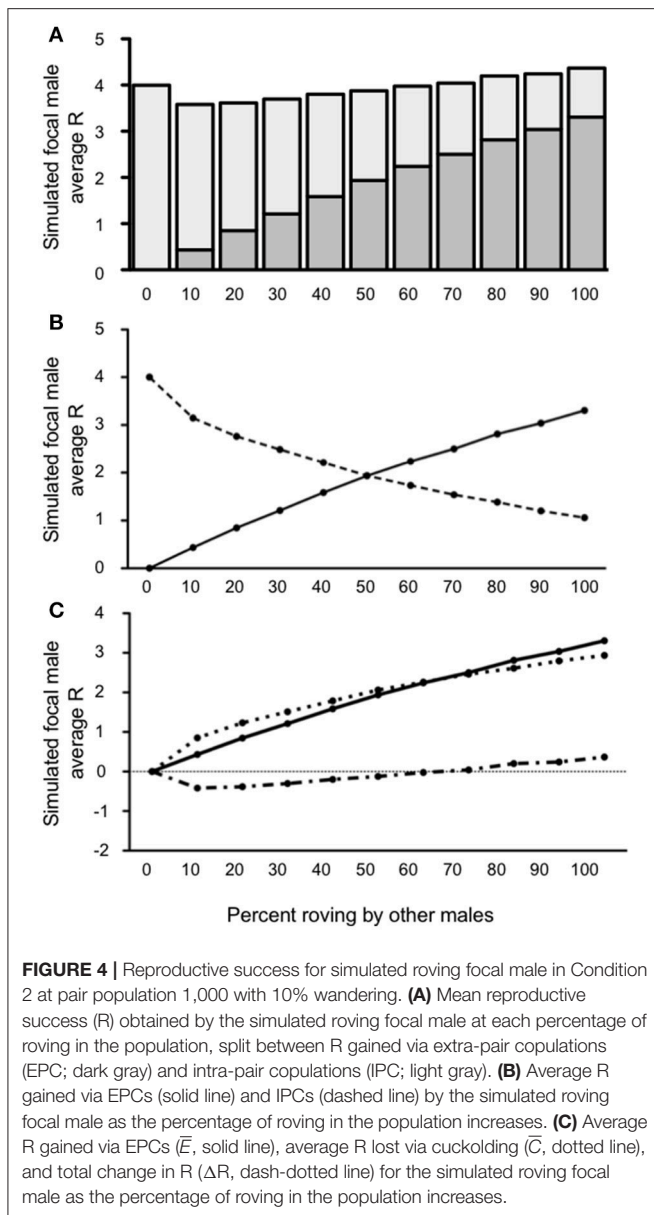 A
Simulated focal male
average R
5
4
3
2
1
0
0 10 20 30 40 50 60 70 80 90 100
B
Simulated focal male
average R
5
4
3
2
1
0
0 10 20 30 40 50 60 70 80 90 100
C
Simulated focal male
average R
4
3
2
1
0
-1
-2
0 10 20 30 40 50 60 70 80 90 100
Percent roving by other males
FIGURE 4 | Reproductive success for simulated roving focal male in Condition
2 at pair population 1,000 with 10% wandering. (A) Mean reproductive
success (R) obtained by the simulated roving focal male at each percentage of
roving in the population, split between R gained via extra-pair copulations
(EPC; dark gray) and intra-pair copulations (IPC; light gray). (B) Average R
gained via EPCs (solid line) and IPCs (dashed line) by the simulated roving
focal male as the percentage of roving in the population increases. (C) Average
R gained via EPCs (E̅, solid line), average R lost via cuckolding (C̅, dotted line),
and total change in R (ΔR, dash-dotted line) for the simulated roving focal
male as the percentage of roving in the population increases.